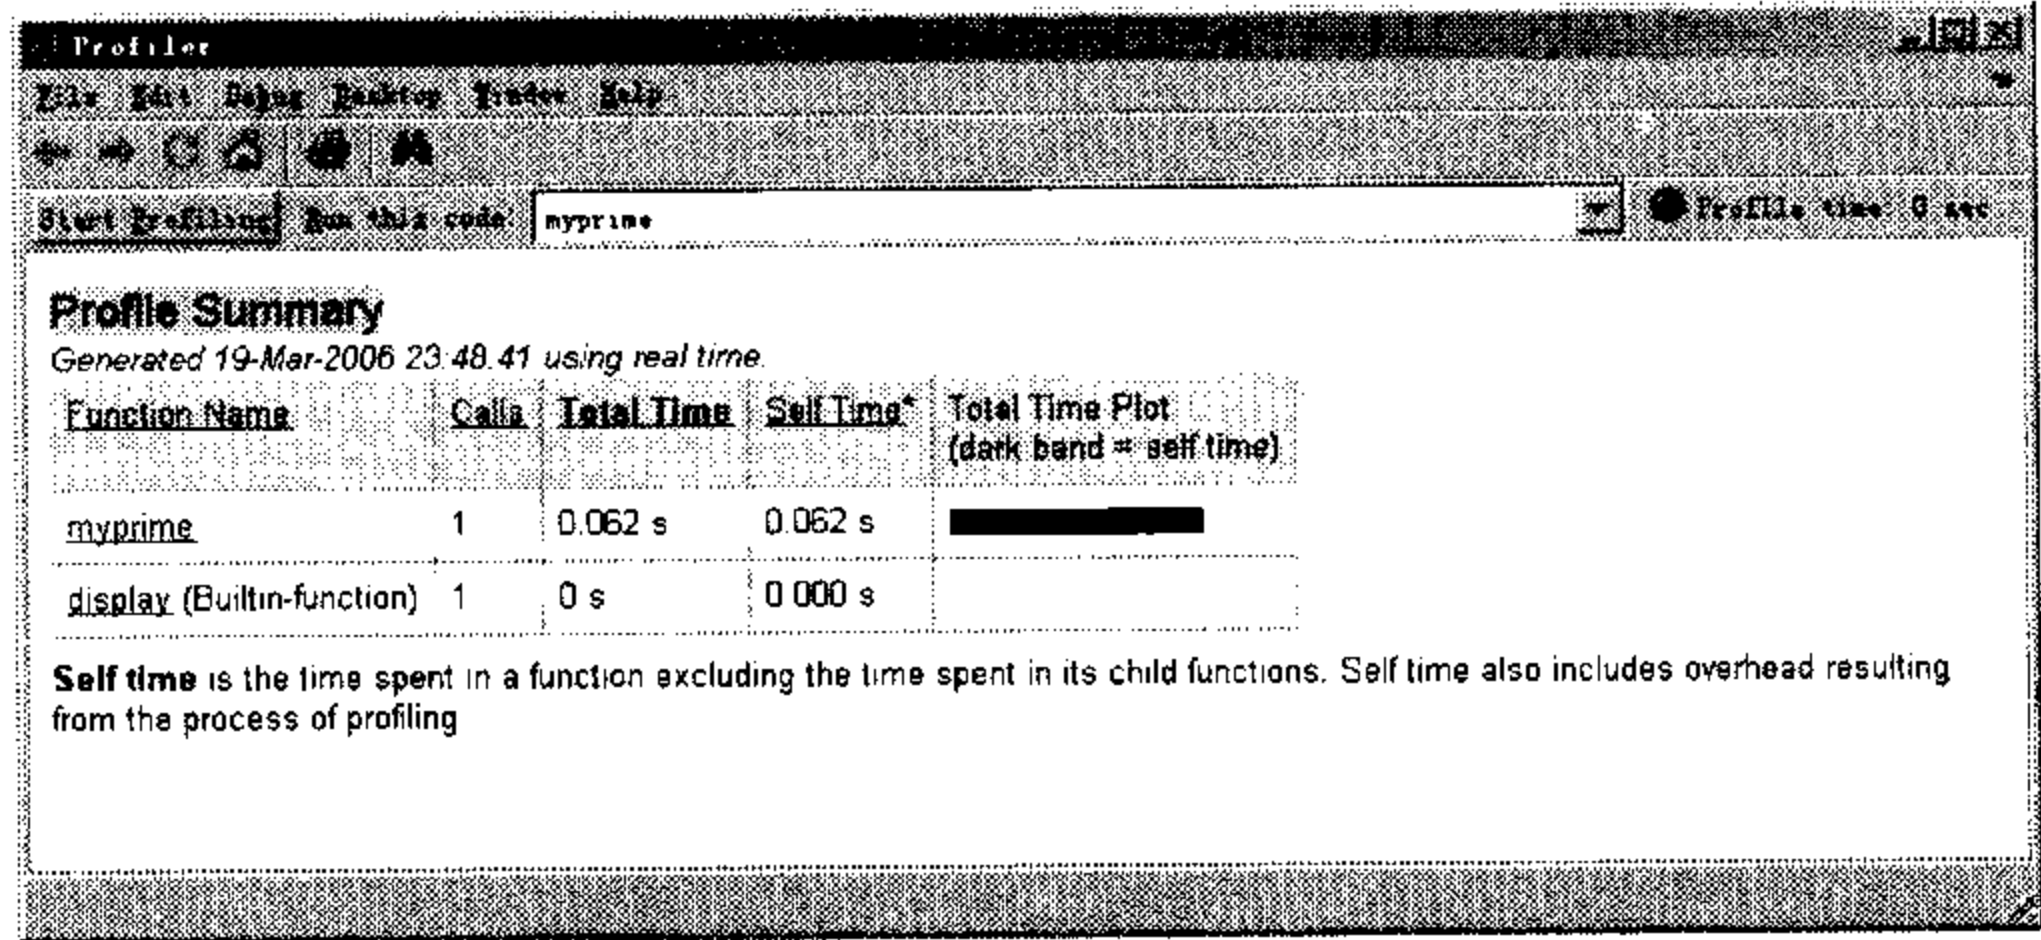 Profiler
File Edit Debug Desktop Window Help
Start Profiling Run this code: myprime Profile time: 0 sec
Profile Summary
Generated 19-Mar-2006 23:48:41 using real time.
Function Name Calls Total Time Self Time* Total Time Plot
(dark band = self time)
myprime 1 0.062 s 0.062 s
display (Builtin-function) 1 0 s 0.000 s
Self time is the time spent in a function excluding the time spent in its child functions. Self time also includes overhead resulting
from the process of profiling